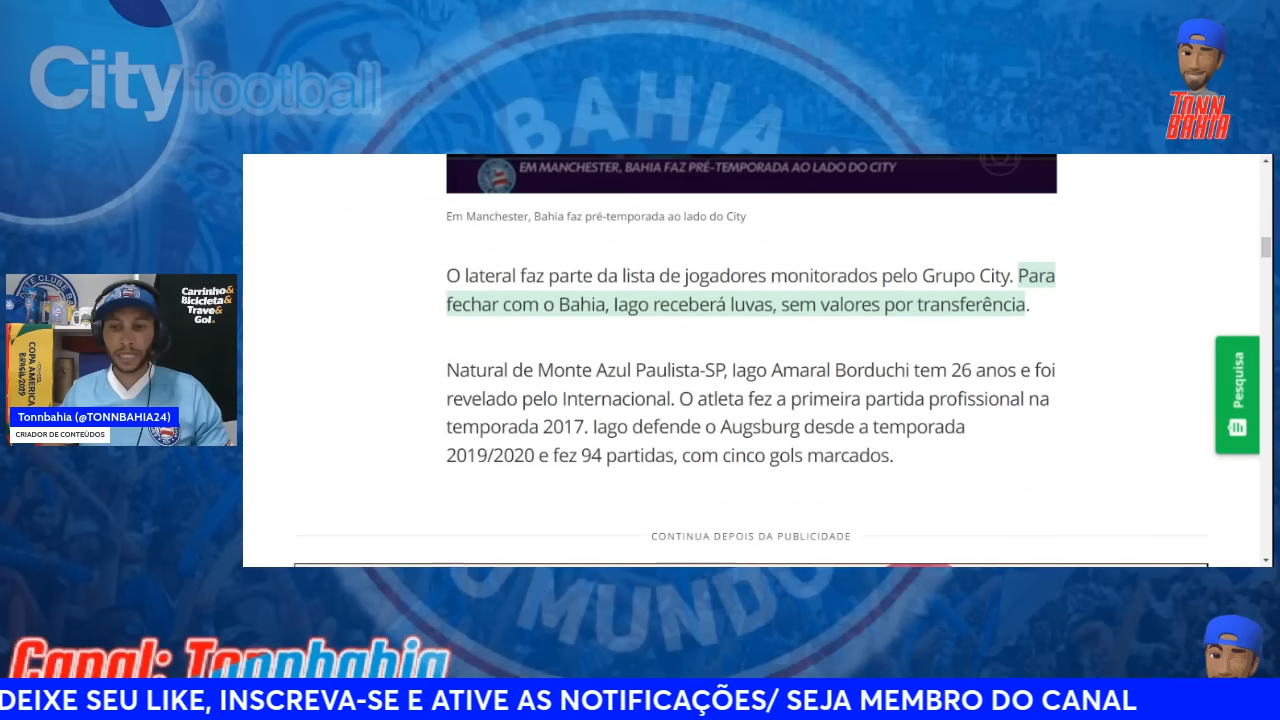 City football
BAHIA
TONN
BAHIA
EM MANCHESTER, BAHIA FAZ PRÉ-TEMPORADA AO LADO DO CITY
Em Manchester, Bahia faz pré-temporada ao lado do City
O lateral faz parte da lista de jogadores monitorados pelo Grupo City. Para
fechar com o Bahia, Iago receberá luvas, sem valores por transferência.
Natural de Monte Azul Paulista-SP, Iago Amaral Borduchi tem 26 anos e foi
revelado pelo Internacional. O atleta fez a primeira partida profissional na
temporada 2017. Iago defende o Augsburg desde a temporada
2019/2020 e fez 94 partidas, com cinco gols marcados.
CONTINUA DEPOIS DA PUBLICIDADE
Pesquisa
Carrinho&
Bicicleta&
Trave&
Gol.
COPA AMERICA
BRASIL 2019
Tonnbahia (@TONNBAHIA24)
CRIADOR DE CONTEÚDOS
O MUNDO
Canal: Tonnbahia
DEIXE SEU LIKE, INSCREVA-SE E ATIVE AS NOTIFICAÇÕES/ SEJA MEMBRO DO CANAL